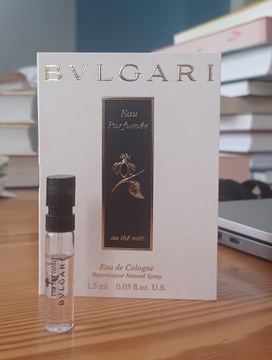 BVLGARI
Eau
Parfumée
au thé noir
Eau de Cologne
Vaporisateur Natural Spray
1.5 ml 0.05 fl.oz. U.S.
BVLGARI